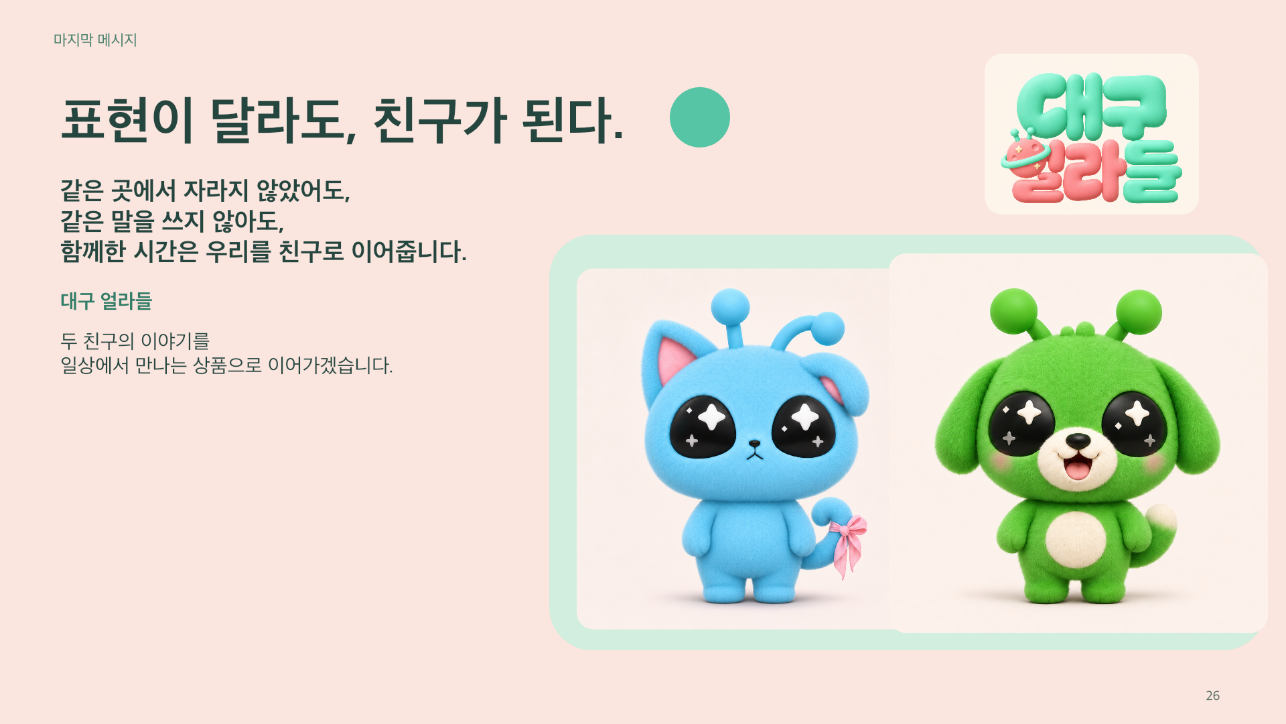 마지막 메시지
표현이 달라도, 친구가 된다.
대구
얼라들
같은 곳에서 자라지 않았어도,
같은 말을 쓰지 않아도,
함께한 시간은 우리를 친구로 이어줍니다.
대구 얼라들
두 친구의 이야기를
일상에서 만나는 상품으로 이어가겠습니다.
26